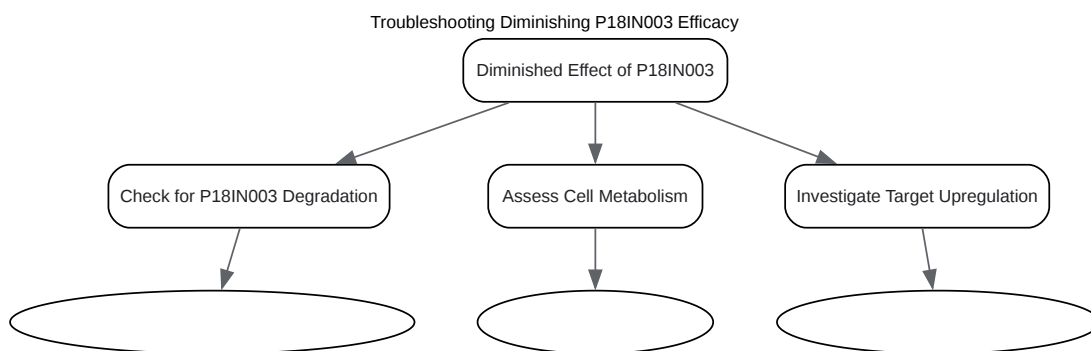 Troubleshooting Diminishing P18IN003 Efficacy
Diminished Effect of P18IN003
Check for P18IN003 Degradation
Assess Cell Metabolism
Investigate Target Upregulation